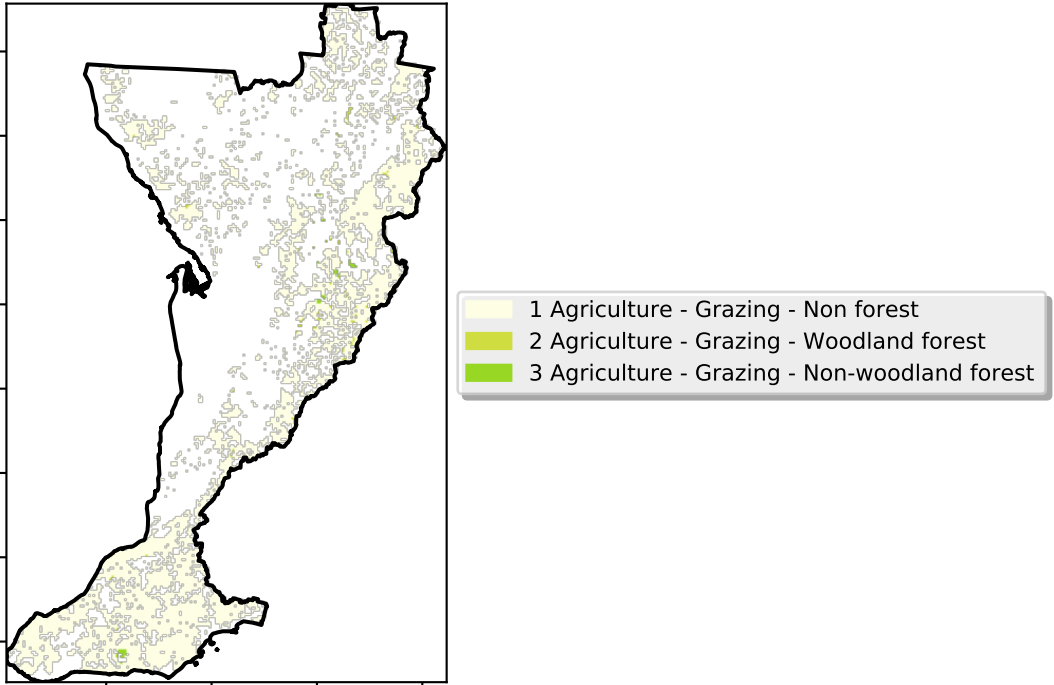 1 Agriculture - Grazing - Non forest
2 Agriculture - Grazing - Woodland forest
3 Agriculture - Grazing - Non-woodland forest